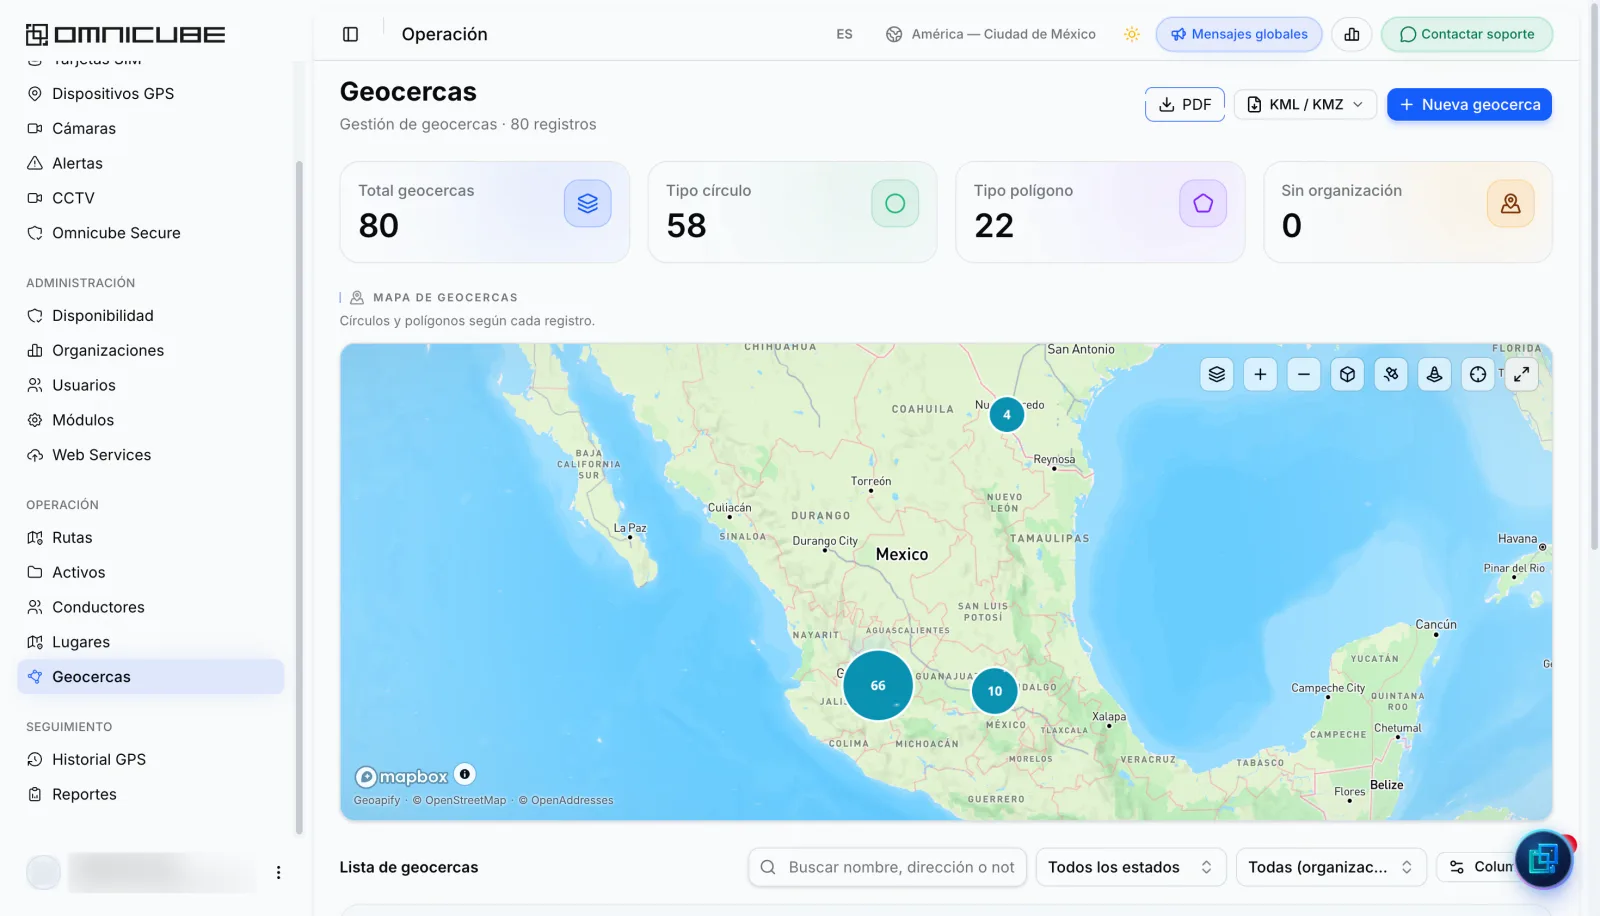 OMNICUBE
Tarjetas SIM
Dispositivos GPS
Cámaras
Alertas
CCTV
Omnicube Secure
ADMINISTRACIÓN
Disponibilidad
Organizaciones
Usuarios
Módulos
Web Services
OPERACIÓN
Rutas
Activos
Conductores
Lugares
Geocercas
SEGUIMIENTO
Historial GPS
Reportes
Operación
ES
América — Ciudad de México
Mensajes globales
Contactar soporte
Geocercas
Gestión de geocercas · 80 registros
PDF
KML / KMZ
+ Nueva geocerca
Total geocercas
80
Tipo círculo
58
Tipo polígono
22
Sin organización
0
MAPA DE GEOCERCAS
Círculos y polígonos según cada registro.
CHIHUAHUA
San Antonio
FLORIDA
COAHUILA
4
Reynosa
BAJA
CALIFORNIA
SUR
Torreón
NUEVO
LEÓN
Culiacán
DURANGO
La Paz
SINALOA
Durango City
TAMAULIPAS
Mexico
Havana
Pinar del Rio
SAN LUIS
POTOSÍ
Cancún
NAYARIT
AGUASCALIENTES
YUCATÁN
66
10
Campeche City
QUINTANA
ROO
Xalapa
MÉXICO
TLAXCALA
Chetumal
CAMPECHE
COLIMA
MICHOACÁN
MORELOS
VERACRUZ
TABASCO
mapbox
Belize
Flores
GUERRERO
Geoapify · © OpenStreetMap · © OpenAddresses
Lista de geocercas
Buscar nombre, dirección o not
Todos los estados
Todas (organizac...
Colum